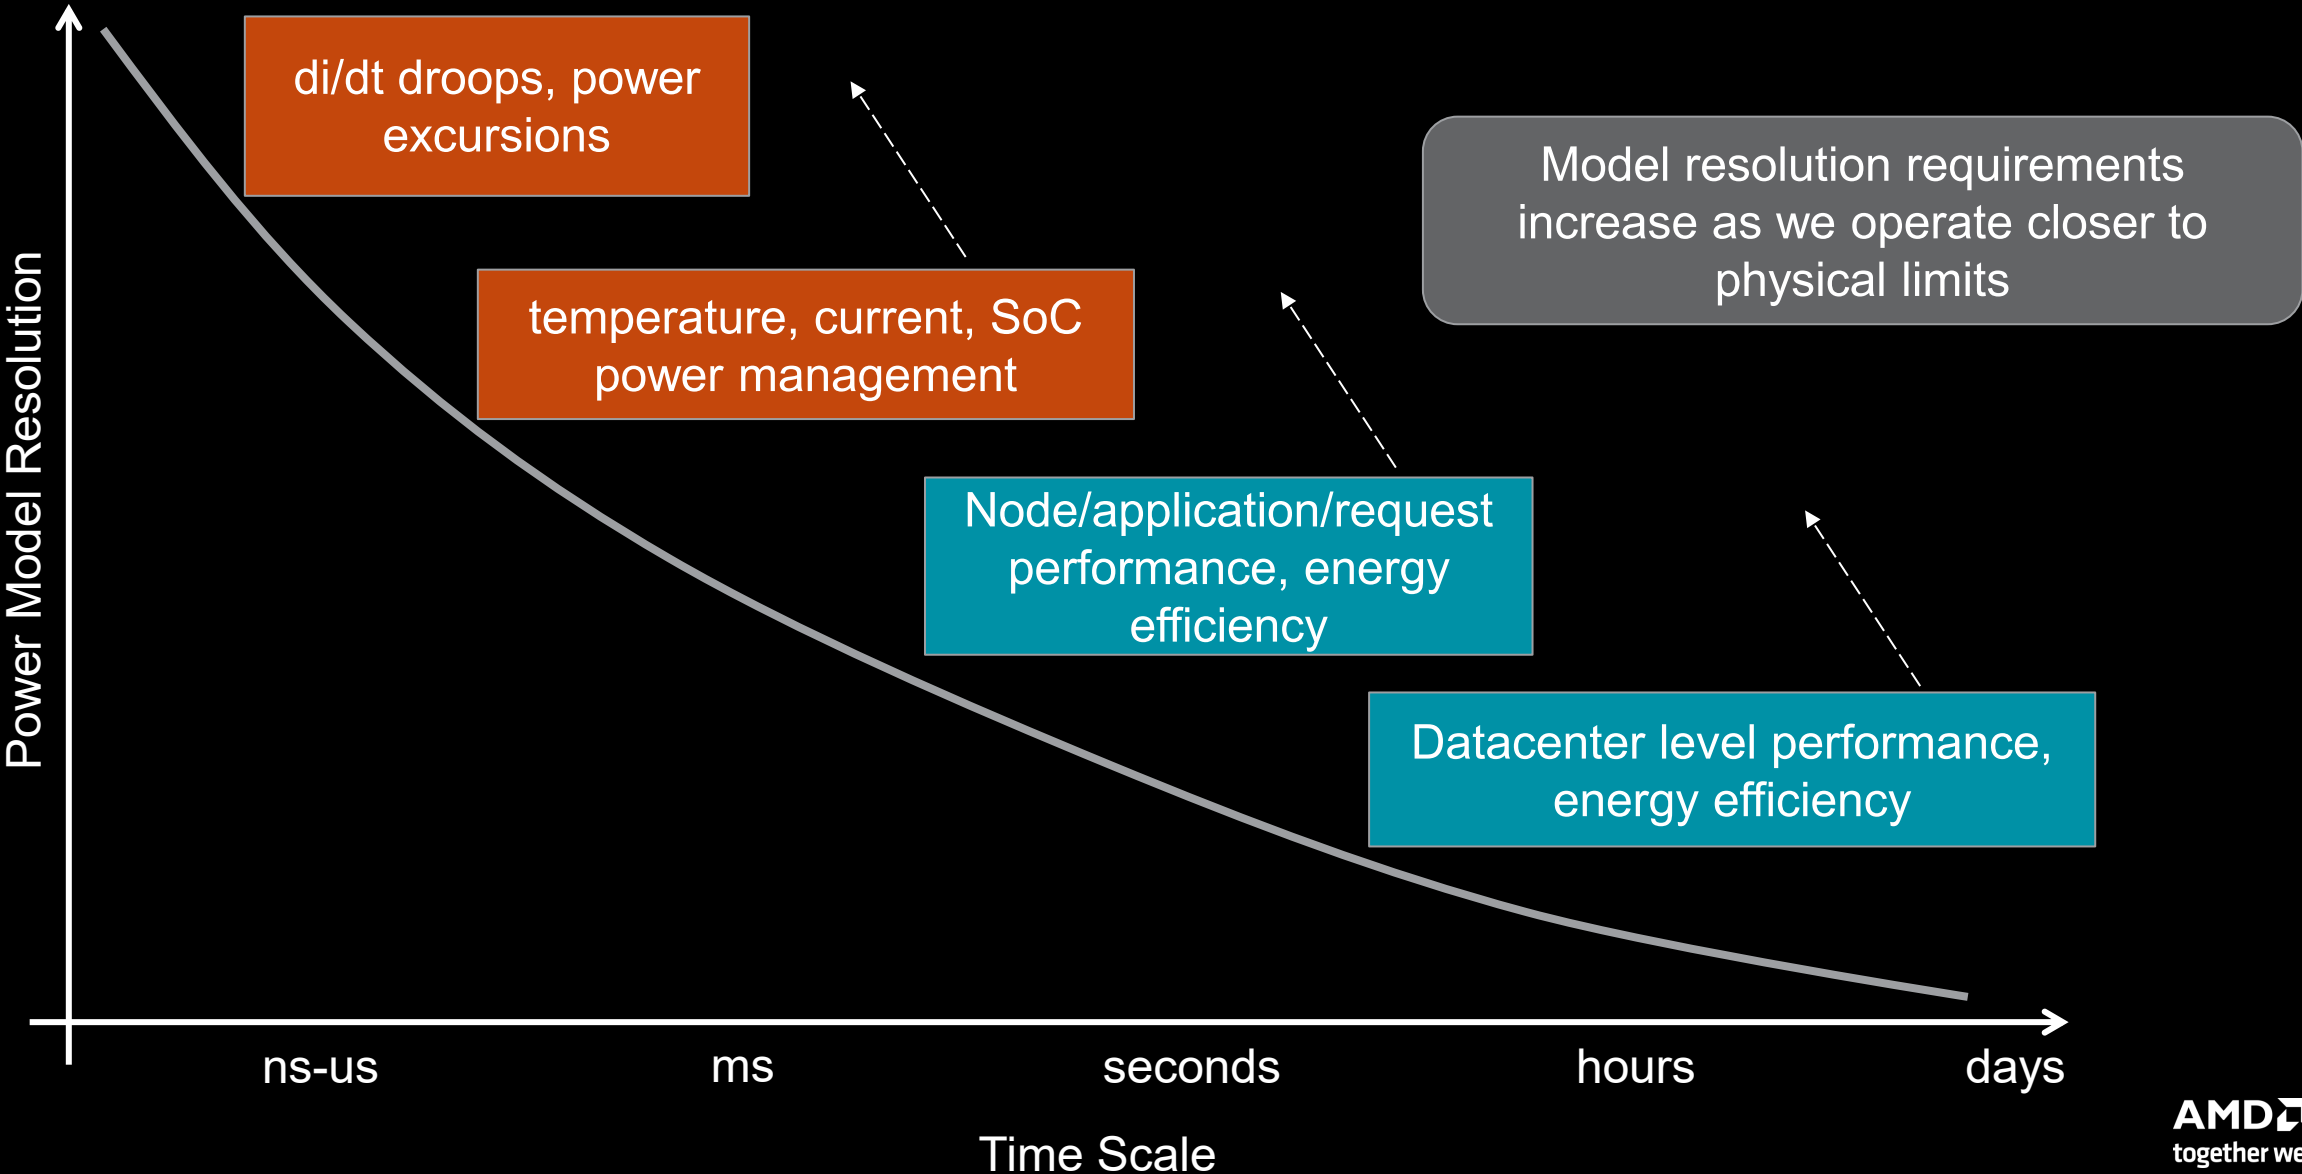 di/dt droops, power
excursions
Model resolution requirements
increase as we operate closer to
physical limits
temperature, current, SoC
power management
Node/application/request
performance, energy
efficiency
Datacenter level performance,
energy efficiency
Power Model Resolution
ns-us
ms
seconds
hours
days
Time Scale
AMD
together we